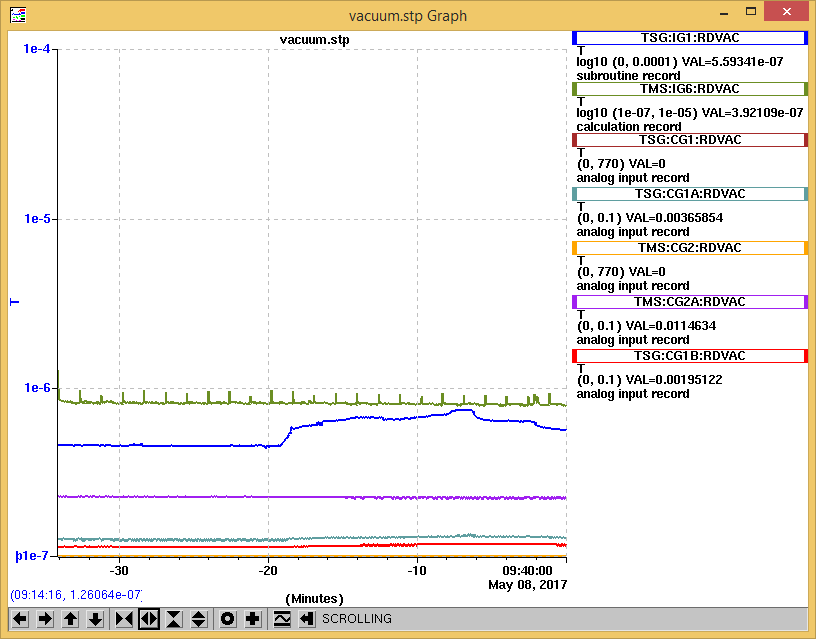 vacuum.stp Graph
vacuum.stp
1e-4
1e-5
T
1e-6
1e-7
-30
-20
-10
09:40:00
May 08, 2017
(Minutes)
(09:14:16, 1.26064e-07)
TSG:IG1:RDVAC
T
log10 (0, 0.0001) VAL=5.59341e-07
subroutine record
TMS:IG6:RDVAC
T
log10 (1e-07, 1e-05) VAL=3.92109e-07
calculation record
TSG:CG1:RDVAC
T
(0, 770) VAL=0
analog input record
TSG:CG1A:RDVAC
T
(0, 0.1) VAL=0.00365854
analog input record
TMS:CG2:RDVAC
T
(0, 770) VAL=0
analog input record
TMS:CG2A:RDVAC
T
(0, 0.1) VAL=0.0114634
analog input record
TSG:CG1B:RDVAC
T
(0, 0.1) VAL=0.00195122
analog input record
SCROLLING